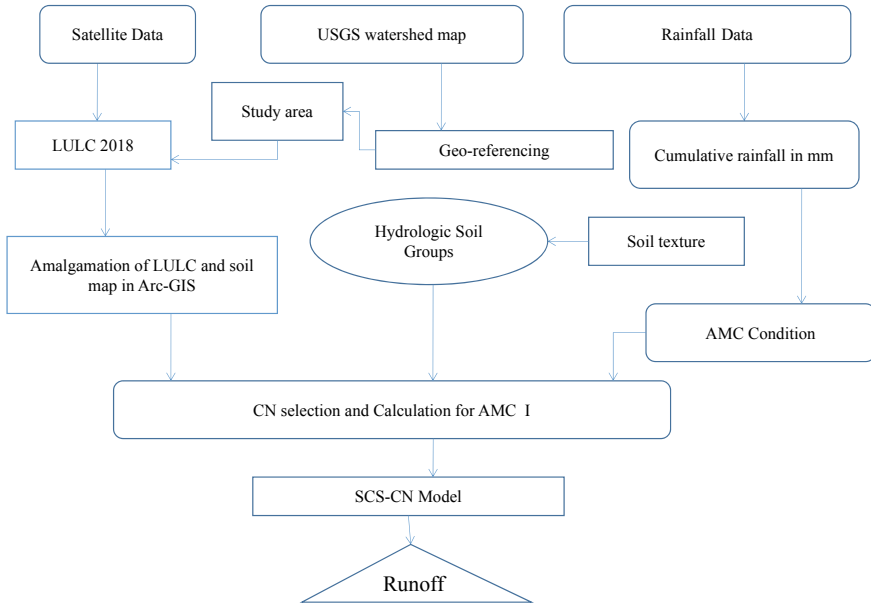 Satellite Data
USGS watershed map
Rainfall Data
Study area
LULC 2018
Geo-referencing
Cumulative rainfall in mm
Hydrologic Soil
Groups
Soil texture
Amalgamation of LULC and soil
map in Arc-GIS
AMC Condition
CN selection and Calculation for AMC I
SCS-CN Model
Runoff